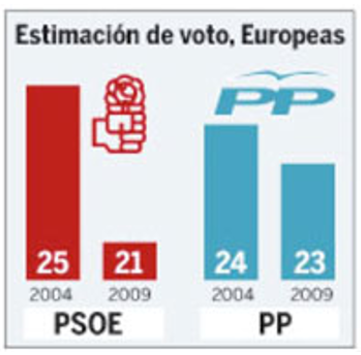 Estimación de voto, Europeas
PP
25 21 24 23
2004 2009 2004 2009
PSOE PP